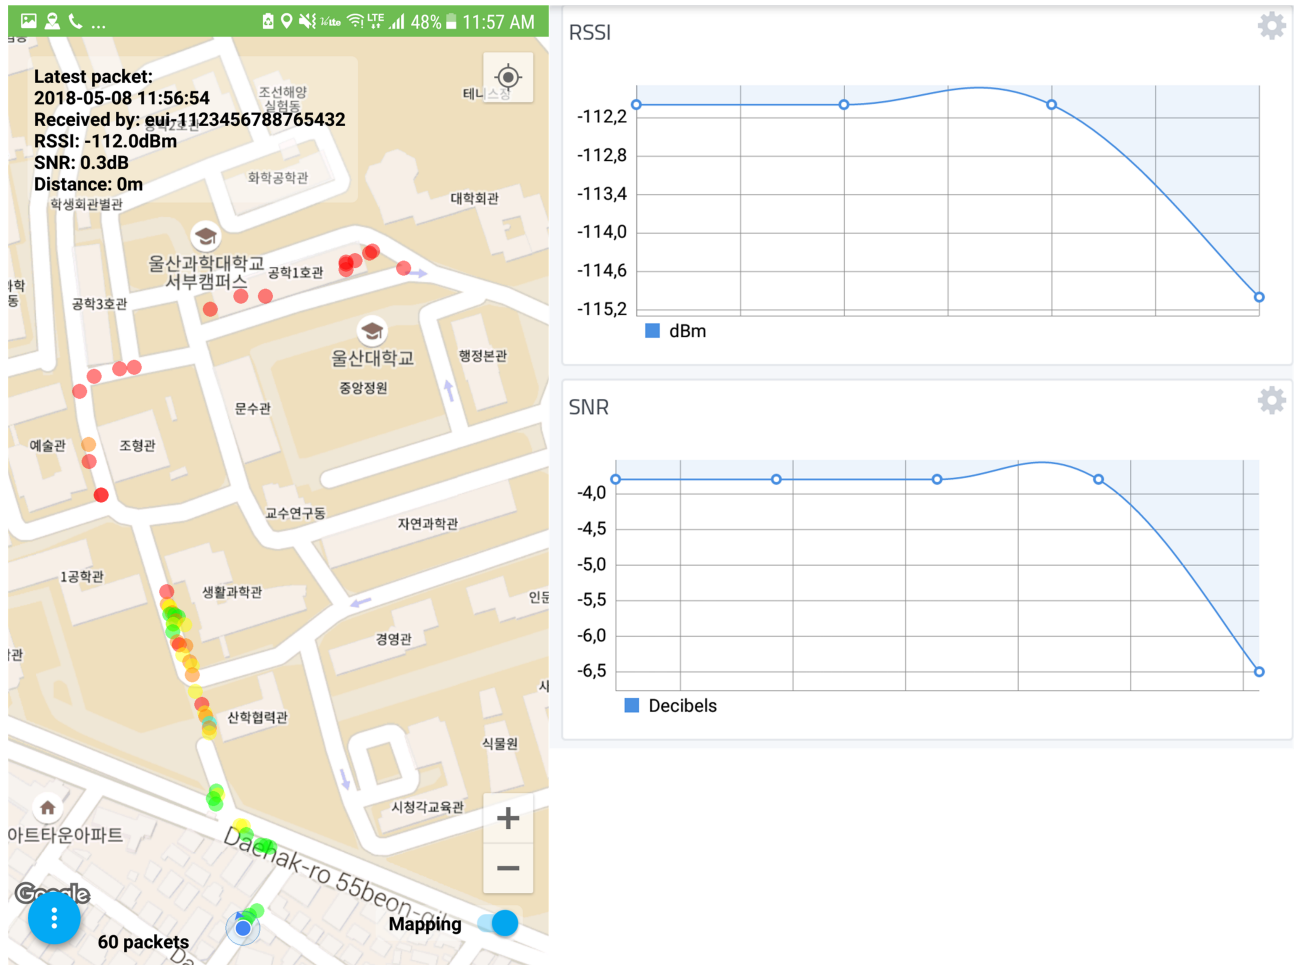 ... LTE 48% 11:57 AM
Latest packet:
2018-05-08 11:56:54
Received by: eui-1123456788765432
RSSI: -112.0dBm
SNR: 0.3dB
Distance: 0m
조선해양
실험동
공학2호관
화학공학관
대학회관
학생회관별관
울산과학대학교
서부캠퍼스
공학1호관
공학3호관
울산대학교
행정본관
중앙정원
문수관
예술관
조형관
교수연구동
자연과학관
1공학관
생활과학관
경영관
산학협력관
식물원
시청각교육관
아트타운아파트
Daehak-ro 55beon-gil
Google
Mapping
60 packets
+
−
RSSI
-112,2
-112,8
-113,4
-114,0
-114,6
-115,2
dBm
SNR
-4,0
-4,5
-5,0
-5,5
-6,0
-6,5
Decibels